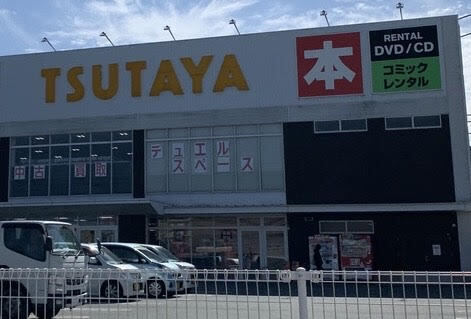 TSUTAYA
本
RENTAL
DVD/CD
コミック
レンタル
中古 買取
デュエル
スペース